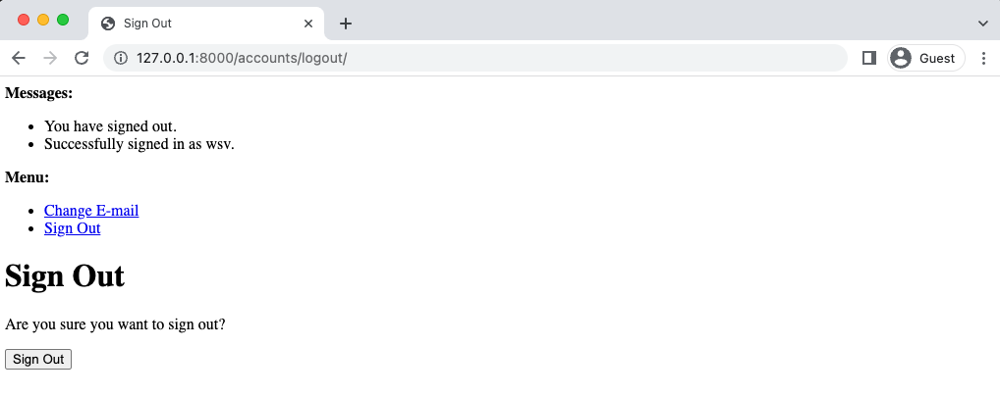 Sign Out
127.0.0.1:8000/accounts/logout/
Guest
Messages:
You have signed out.
Successfully signed in as wsv.
Menu:
Change E-mail
Sign Out
Sign Out
Are you sure you want to sign out?
Sign Out